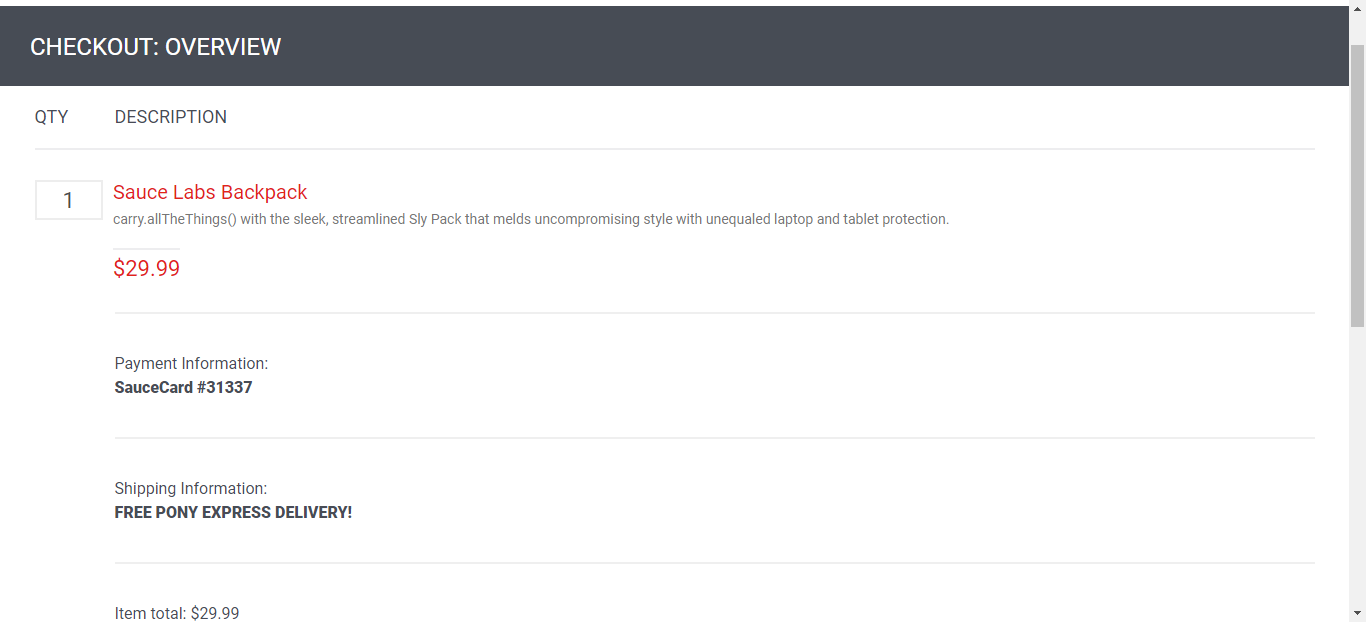 CHECKOUT: OVERVIEW
QTY DESCRIPTION
1
Sauce Labs Backpack
carry.allTheThings() with the sleek, streamlined Sly Pack that melds uncompromising style with unequaled laptop and tablet protection.
$29.99
Payment Information:
SauceCard #31337
Shipping Information:
FREE PONY EXPRESS DELIVERY!
Item total: $29.99